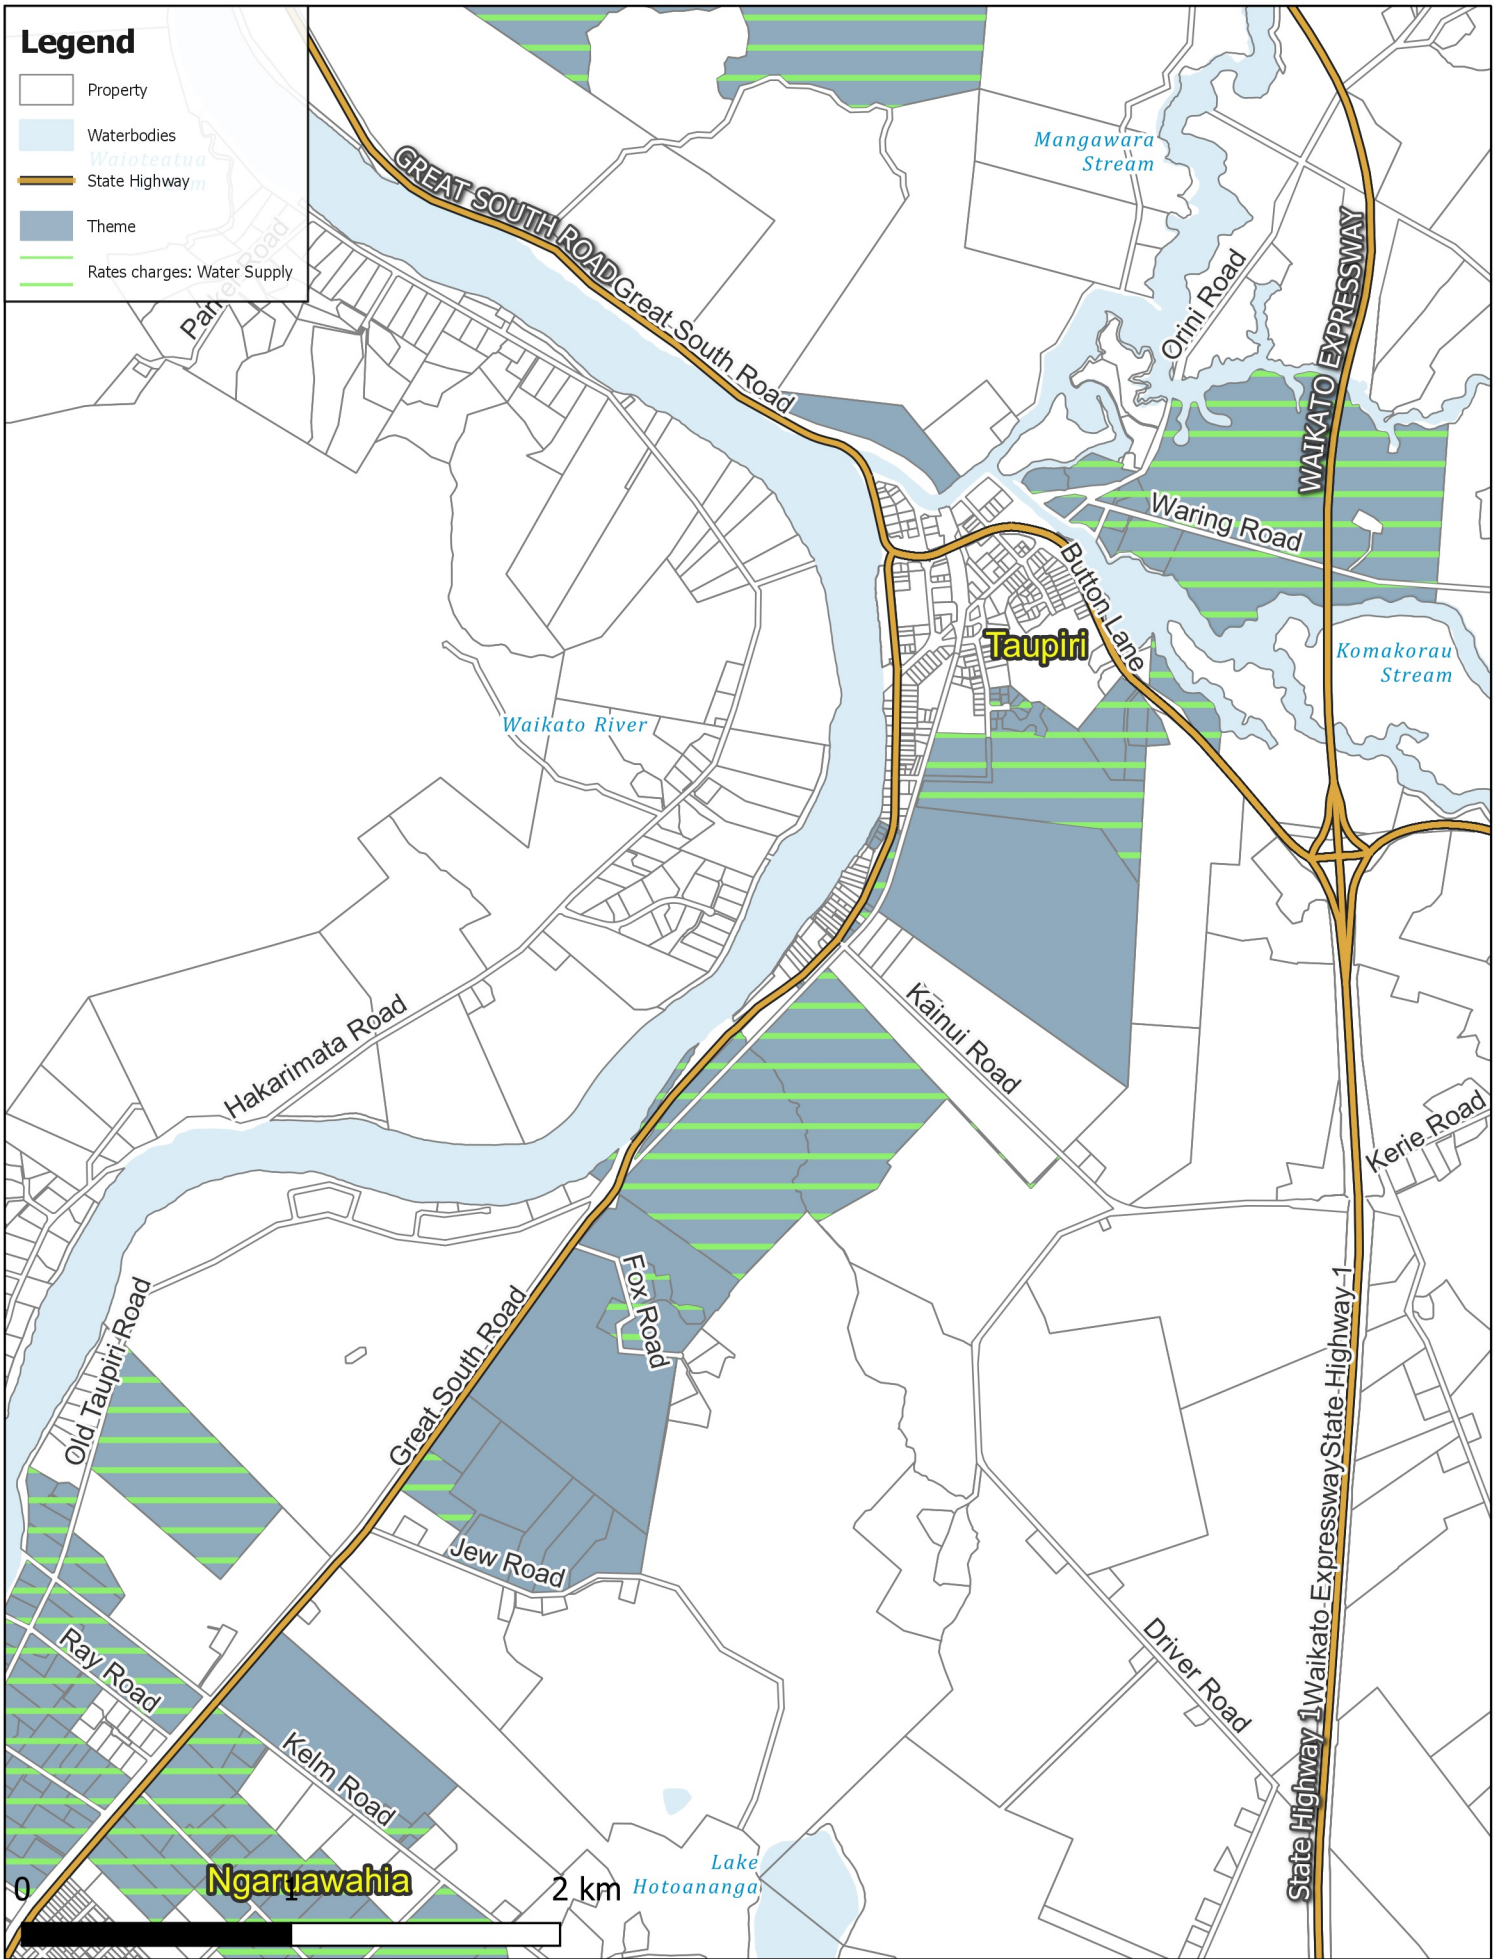 Legend
Property
Waterbodies
Waioteatua
State Highway
Theme
Rates charges: Water Supply
Parker Road
GREAT SOUTH ROAD
Great South Road
Mangawara
Stream
Orini Road
WAIKATO EXPRESSWAY
Waring Road
Button Lane
Taupiri
Komakorau
Stream
Waikato River
Kainui Road
Hakarimata Road
Kerie Road
Fox Road
Old Taupiri Road
Great South Road
Waikato Expressway
State Highway 1
Jew Road
Ray Road
Driver Road
Kelm Road
State Highway 1
Lake
Hotoananga
Ngaruawahia
0 1 2 km